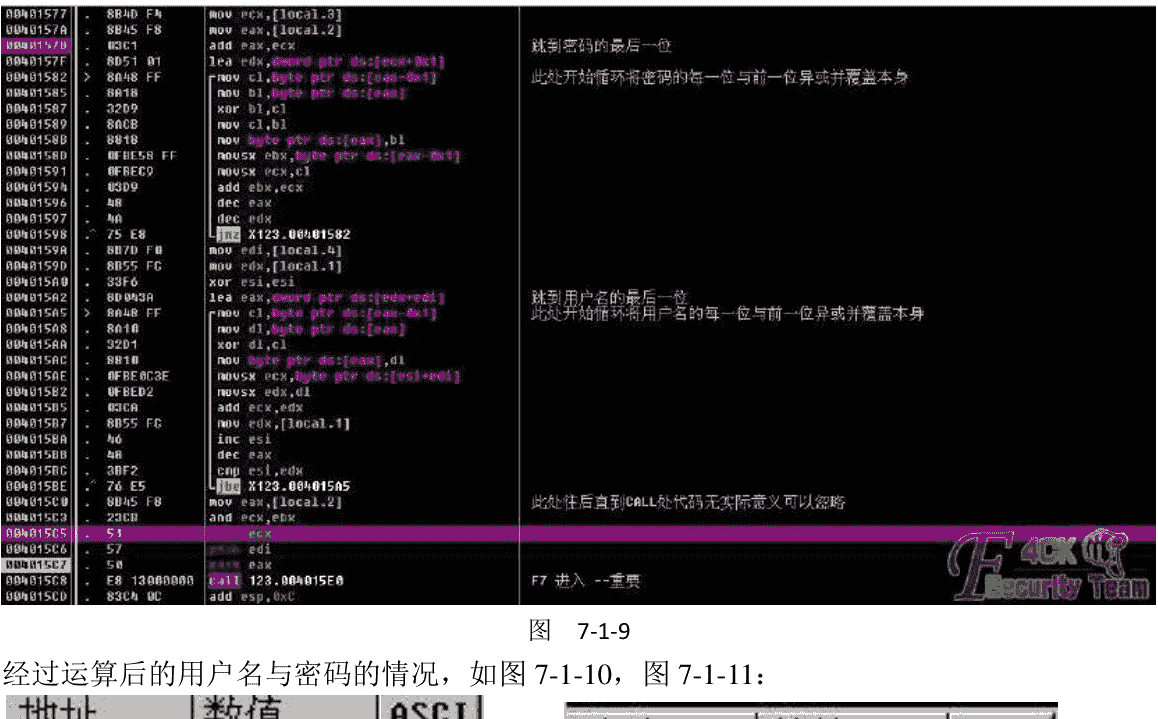 00401577 . 8B4D F4 mov ecx,[local.3]
0040157A . 8B45 F8 mov eax,[local.2]
0040157D . 03C1 add eax,ecx 跳到密码的最后一位
0040157F . 8D51 01 lea edx,dword ptr ds:[ecx+0x1]
00401582 > 8A48 FF mov cl,byte ptr ds:[eax-0x1] 此处开始循环将密码的每一位与前一位异或并覆盖本身
00401585 . 8A18 mov bl,byte ptr ds:[eax]
00401587 . 32D9 xor bl,cl
00401589 . 8ACB mov cl,bl
0040158B . 8818 mov byte ptr ds:[eax],bl
0040158D . 0FBE58 FF movsx ebx,byte ptr ds:[eax-0x1]
00401591 . 0FBEC9 movsx ecx,cl
00401594 . 03D9 add ebx,ecx
00401596 . 48 dec eax
00401597 . 4A dec edx
00401598 .^ 75 E8 jnz X123.00401582
0040159A . 8B7D F0 mov edi,[local.4]
0040159D . 8B55 FC mov edx,[local.1]
004015A0 . 33F6 xor esi,esi
004015A2 . 8D043A lea eax,dword ptr ds:[edx+edi] 跳到用户名的最后一位
004015A5 > 8A48 FF mov cl,byte ptr ds:[eax-0x1] 此处开始循环将用户名的每一位与前一位异或并覆盖本身
004015A8 . 8A10 mov dl,byte ptr ds:[eax]
004015AA . 32D1 xor dl,cl
004015AC . 8810 mov byte ptr ds:[eax],dl
004015AE . 0FBE0C3E movsx ecx,byte ptr ds:[esi+edi]
004015B2 . 0FBED2 movsx edx,dl
004015B5 . 03CA add ecx,edx
004015B7 . 8B55 FC mov edx,[local.1]
004015BA . 46 inc esi
004015BB . 48 dec eax
004015BC . 3BF2 cmp esi,edx
004015BE .^ 76 E5 jbe X123.004015A5
004015C0 . 8B45 F8 mov eax,[local.2] 此处往后直到CALL处代码无实际意义可以忽略
004015C3 . 23CB and ecx,ebx
004015C5 . 51 ecx
004015C6 . 57 push edi
004015C7 . 50 push eax
004015C8 . E8 13000000 call 123.004015E0 F7 进入 --重要
004015CD . 83C4 0C add esp,0xC
F4CK Security Team
图 7-1-9
经过运算后的用户名与密码的情况，如图 7-1-10，图 7-1-11：
地址 数值 ASCI